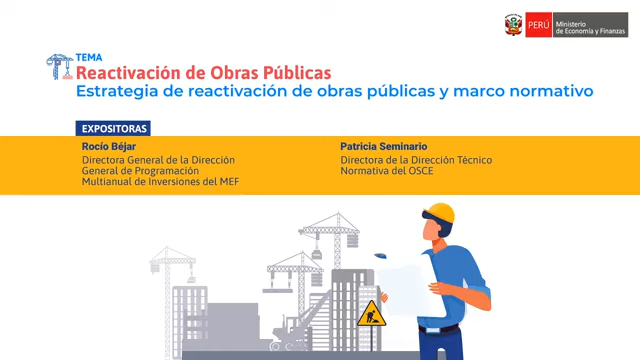 PERÚ
Ministerio
de Economía y Finanzas
TEMA
Reactivación de Obras Públicas
Estrategia de reactivación de obras públicas y marco normativo
EXPOSITORAS
Rocío Béjar
Directora General de la Dirección
General de Programación
Multianual de Inversiones del MEF
Patricia Seminario
Directora de la Dirección Técnico
Normativa del OSCE